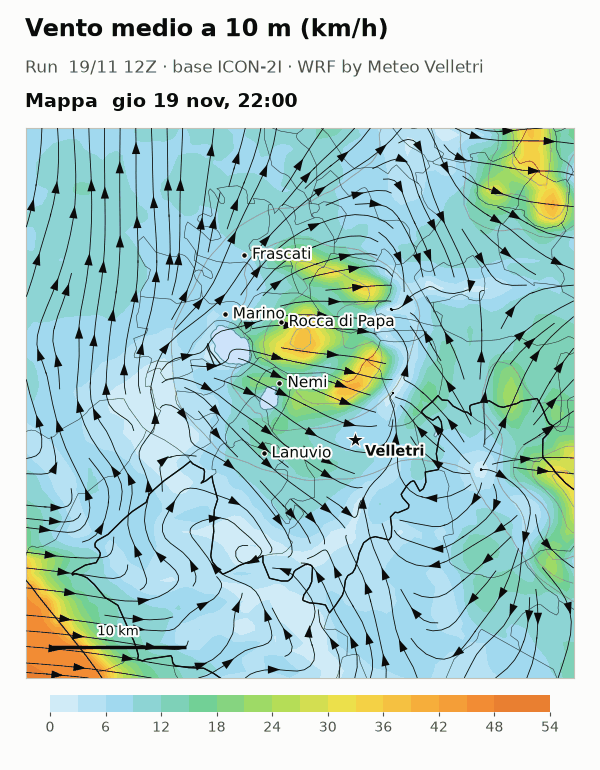 Vento medio a 10 m (km/h)
Run  19/11 12Z · base ICON-2I · WRF by Meteo Velletri
Mappa  gio 19 nov, 22:00
Frascati
Marino
Rocca di Papa
Nemi
Velletri
Lanuvio
10 km
0 6 12 18 24 30 36 42 48 54